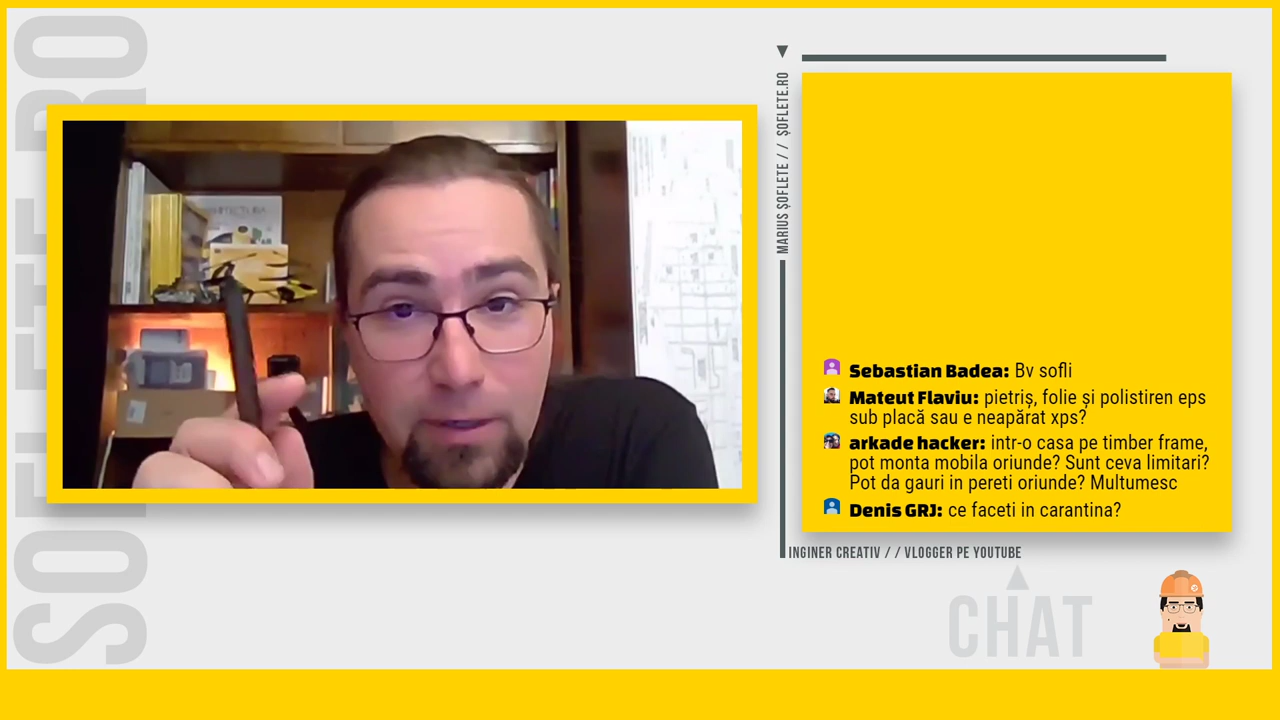 SOFLETE.RO
ARHITECTURA
MARIUS ȘOFLETE / / ȘOFLETE.RO
Sebastian Badea: Bv sofli
Mateut Flaviu: pietriș, folie și polistiren eps
sub placă sau e neapărat xps?
arkade hacker: intr-o casa pe timber frame,
pot monta mobila oriunde? Sunt ceva limitari?
Pot da gauri in pereti oriunde? Multumesc
Denis GRJ: ce faceti in carantina?
INGINER CREATIV / / VLOGGER PE YOUTUBE
CHAT